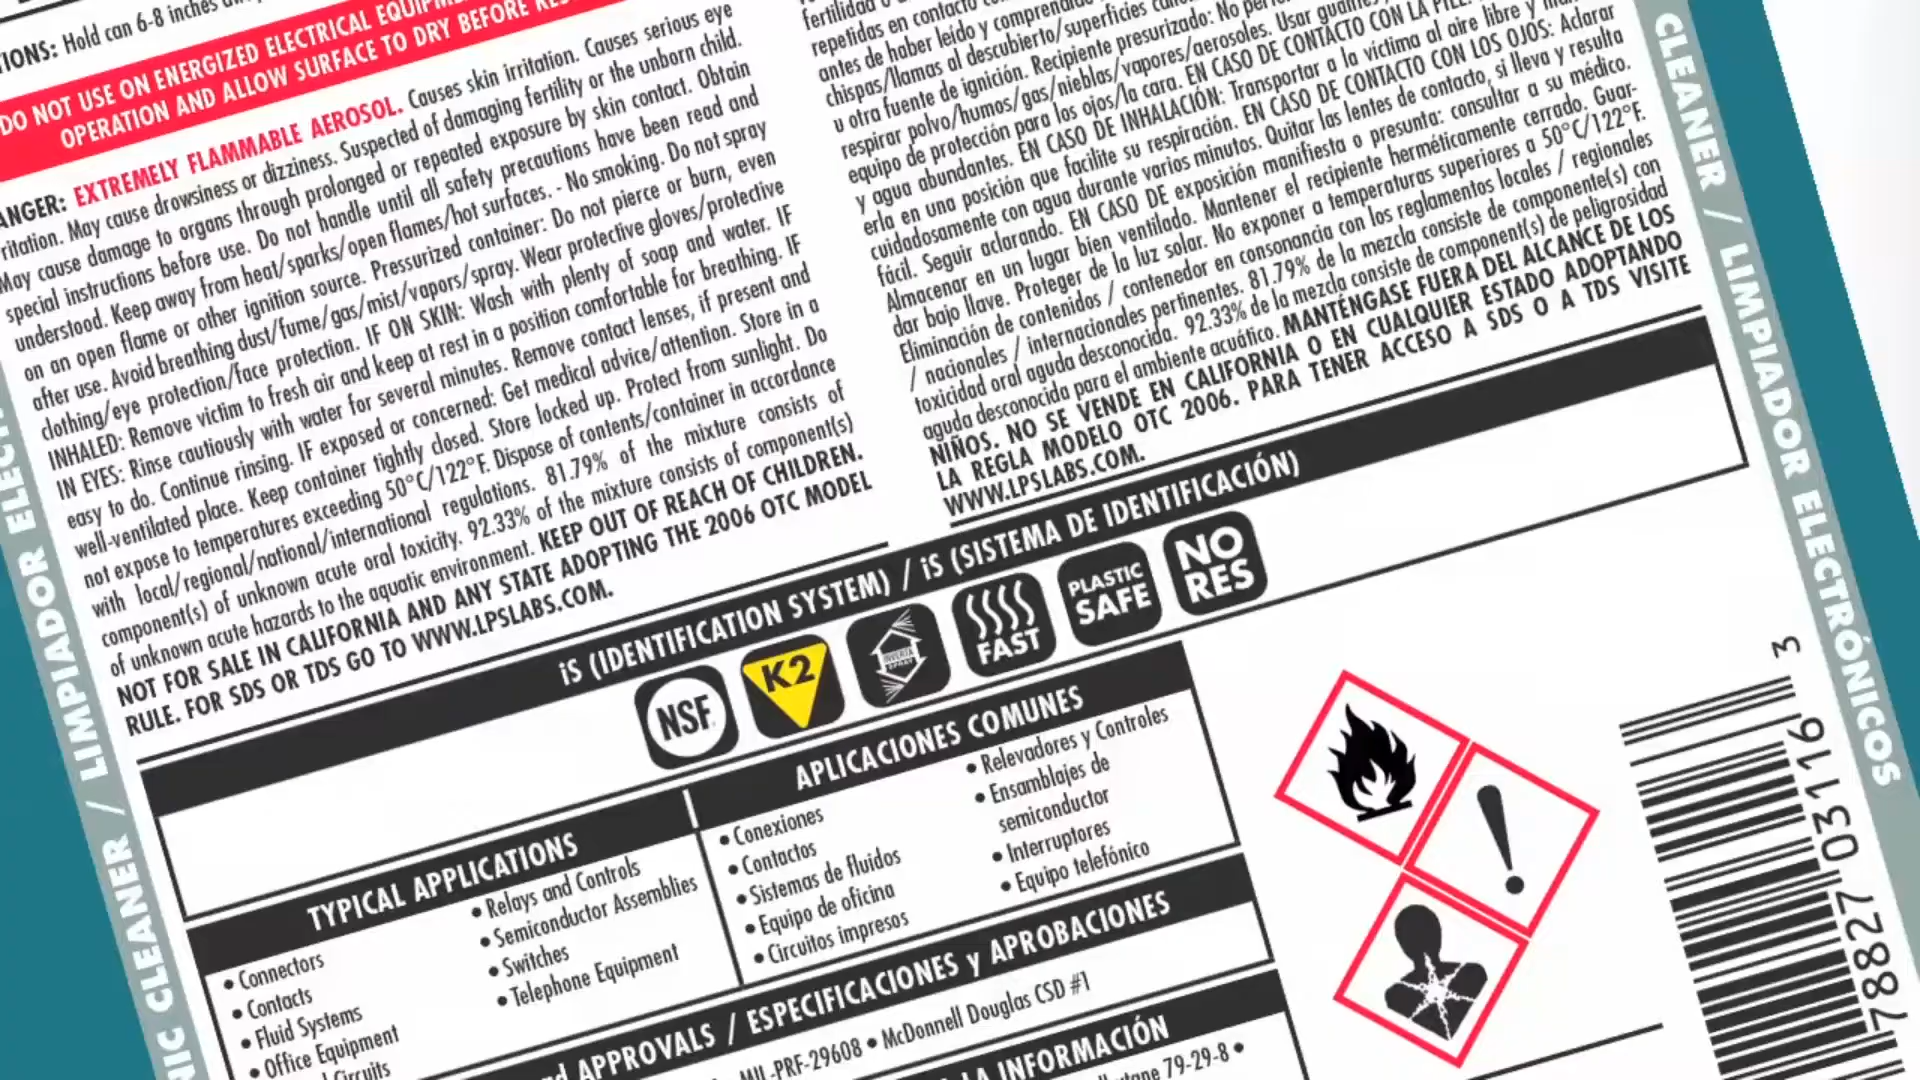 TIONS: Hold can 6-8 inches
DO NOT USE ON ENERGIZED ELECTRICAL
OPERATION AND ALLOW SURFACE TO DRY BEFORE
ANGER: EXTREMELY FLAMMABLE AEROSOL. Causes skin irritation. Causes serious eye
rritation. May cause drowsiness or dizziness. Suspected of damaging fertility or the unborn child.
May cause damage to organs through prolonged or repeated exposure by skin contact. Obtain
special instructions before use. Do not handle until all safety precautions have been read and
understood. Keep away from heat/sparks/open flames/hot surfaces. - No smoking. Do not spray
on an open flame or other ignition source. Pressurized container: Do not pierce or burn, even
after use. Avoid breathing dust/fume/gas/mist/vapors/spray. Wear protective gloves/protective
clothing/eye protection/face protection. IF ON SKIN: Wash with plenty of soap and water. IF
INHALED: Remove victim to fresh air and keep at rest in a position comfortable for breathing. IF
IN EYES: Rinse cautiously with water for several minutes. Remove contact lenses, if present and
easy to do. Continue rinsing. IF exposed or concerned: Get medical advice/attention. Store in a
well-ventilated place. Keep container tightly closed. Store locked up. Protect from sunlight. Do
not expose to temperatures exceeding 50°C/122°F. Dispose of contents/container in accordance
with local/regional/national/international regulations. 81.79% of the mixture consists of
component(s) of unknown acute oral toxicity. 92.33% of the mixture consists of component(s)
of unknown acute hazards to the aquatic environment. KEEP OUT OF REACH OF CHILDREN.
NOT FOR SALE IN CALIFORNIA AND ANY STATE ADOPTING THE 2006 OTC MODEL
RULE. FOR SDS OR TDS GO TO WWW.LPSLABS.COM.
fertilidad o
repetidas en contacto
antes de haber leído y comprendido
chispas/llamas al descubierto/superficies
u otra fuente de ignición. Recipiente presurizado: No
respirar polvo/humos/gas/nieblas/vapores/aerosoles. Usar
equipo de protección para los ojos/la cara. EN CASO DE CONTACTO CON LA PIEL:
y agua abundantes. EN CASO DE INHALACIÓN: Transportar a la víctima al aire libre y
erla en una posición que facilite su respiración. EN CASO DE CONTACTO CON LOS OJOS: Aclarar
cuidadosamente con agua durante varios minutos. Quitar las lentes de contacto, si lleva y resulta
fácil. Seguir aclarando. EN CASO DE exposición manifiesta o presunta: consultar a su médico.
Almacenar en un lugar bien ventilado. Mantener el recipiente herméticamente cerrado. Guar-
dar bajo llave. Proteger de la luz solar. No exponer a temperaturas superiores a 50°C/122°F.
Eliminación de contenidos / contenedor en consonancia con los reglamentos locales / regionales
/ nacionales / internacionales pertinentes. 81.79% de la mezcla consiste de componente(s) con
toxicidad oral aguda desconocida. 92.33% de la mezcla consiste de component(s) de peligrosidad
aguda desconocida para el ambiente acuático. MANTÉNGASE FUERA DEL ALCANCE DE LOS
NIÑOS. NO SE VENDE EN CALIFORNIA O EN CUALQUIER ESTADO ADOPTANDO
LA REGLA MODELO OTC 2006. PARA TENER ACCESO A SDS O A TDS VISITE
WWW.LPSLABS.COM.
iS (IDENTIFICATION SYSTEM) / iS (SISTEMA DE IDENTIFICACIÓN)
NSF
K2
FAST
PLASTIC
SAFE
NO
RES
TYPICAL APPLICATIONS
• Connectors
• Contacts
• Fluid Systems
• Office Equipment
Circuits
• Relays and Controls
• Semiconductor Assemblies
• Switches
• Telephone Equipment
APLICACIONES COMUNES
• Conexiones
• Contactos
• Sistemas de fluidos
• Equipo de oficina
• Circuitos impresos
• Relevadores y Controles
• Ensamblajes de
semiconductor
• Interruptores
• Equipo telefónico
APPROVALS / ESPECIFICACIONES y APROBACIONES
MIL-PRF-29608 • McDonnell Douglas CSD #1
LA INFORMACIÓN
79-29-8 •
LIMPIADOR
NIC CLEANER / LIMPIADOR ELECT
CLEANER / LIMPIADOR ELECTRÓNICOS
78827 03116 3